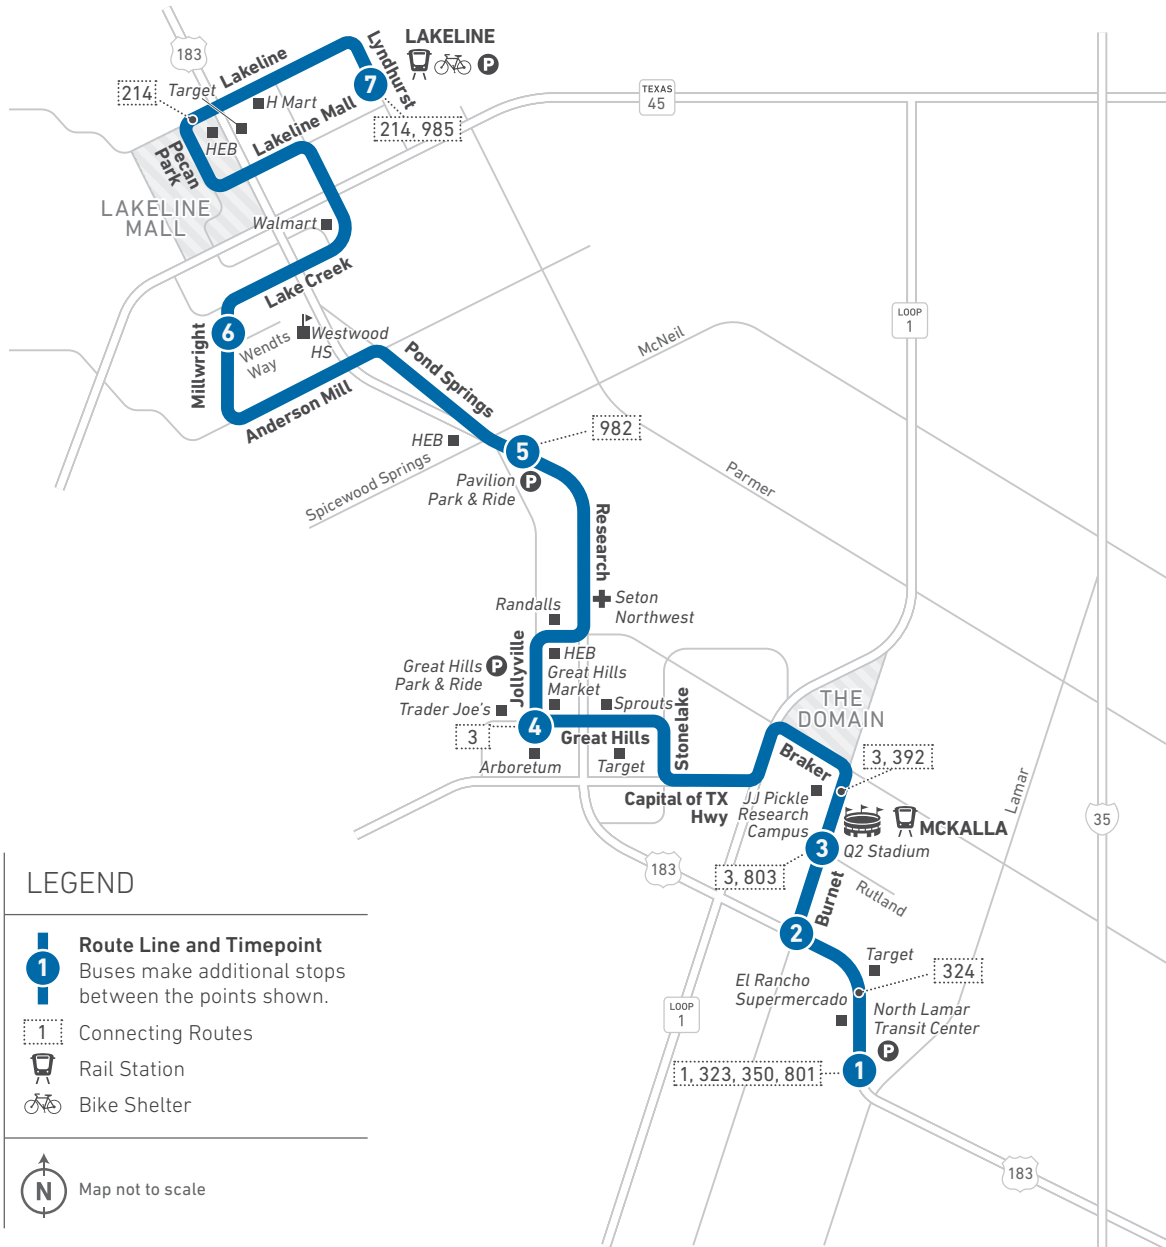 LAKELINE
183
Lakeline
Lyndhurst
P
7
TEXAS
45
214
Target
H Mart
Lakeline Mall
214, 985
HEB
Pecan
Park
LAKELINE
MALL
Walmart
Lake Creek
LOOP
1
6
Millwright
Wendts
Way
Westwood
HS
McNeil
Pond Springs
Anderson Mill
982
HEB
5
Spicewood Springs
Pavilion
Park & Ride
P
Parmer
Research
Randalls
Seton
Northwest
Jollyville
HEB
Great Hills
Park & Ride
P
Great Hills
Market
Sprouts
Stonelake
THE
DOMAIN
Trader Joe's
3
4
Great Hills
Braker
3, 392
Arboretum
Target
Capital of TX
Hwy
JJ Pickle
Research
Campus
Lamar
MCKALLA
35
3
Q2 Stadium
183
3, 803
Rutland
Burnet
2
Target
324
El Rancho
Supermercado
North Lamar
Transit Center
LOOP
1
P
1, 323, 350, 801
1
183
LEGEND
1
Route Line and Timepoint
Buses make additional stops
between the points shown.
1
Connecting Routes
Rail Station
Bike Shelter
N
Map not to scale